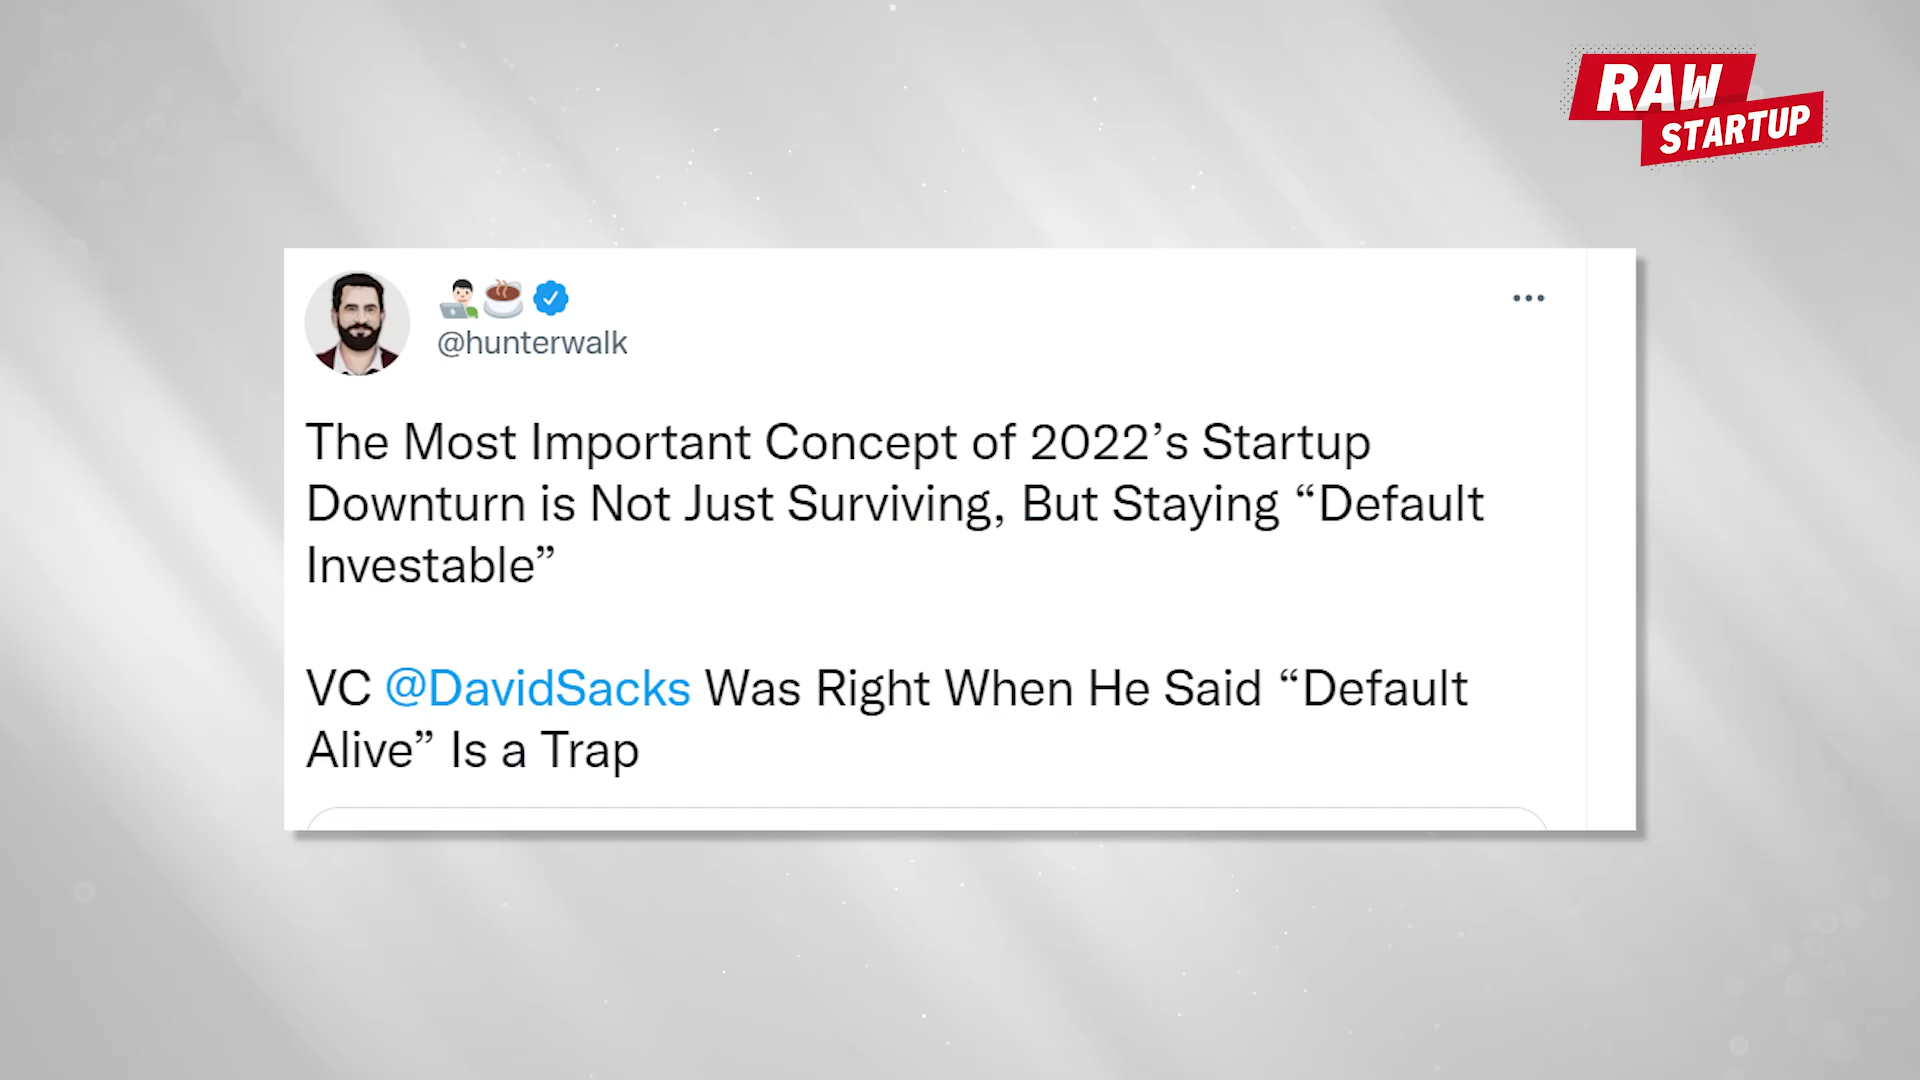 RAW
STARTUP
@hunterwalk
The Most Important Concept of 2022’s Startup
Downturn is Not Just Surviving, But Staying “Default
Investable”
VC @DavidSacks Was Right When He Said “Default
Alive” Is a Trap